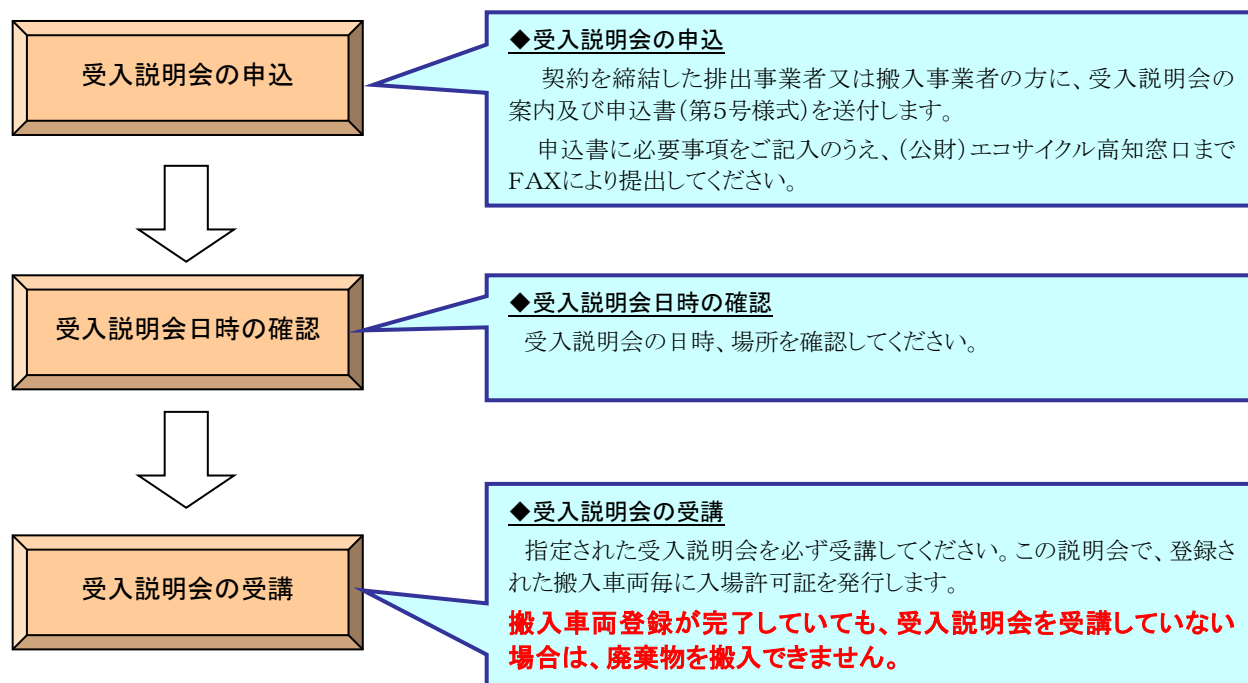 受入説明会の申込
◆受入説明会の申込
契約を締結した排出事業者又は搬入事業者の方に、受入説明会の
案内及び申込書(第5号様式)を送付します。
申込書に必要事項をご記入のうえ、(公財)エコサイクル高知窓口まで
FAXにより提出してください。
受入説明会日時の確認
◆受入説明会日時の確認
受入説明会の日時、場所を確認してください。
受入説明会の受講
◆受入説明会の受講
指定された受入説明会を必ず受講してください。この説明会で、登録さ
れた搬入車両毎に入場許可証を発行します。
搬入車両登録が完了していても、受入説明会を受講していない
場合は、廃棄物を搬入できません。